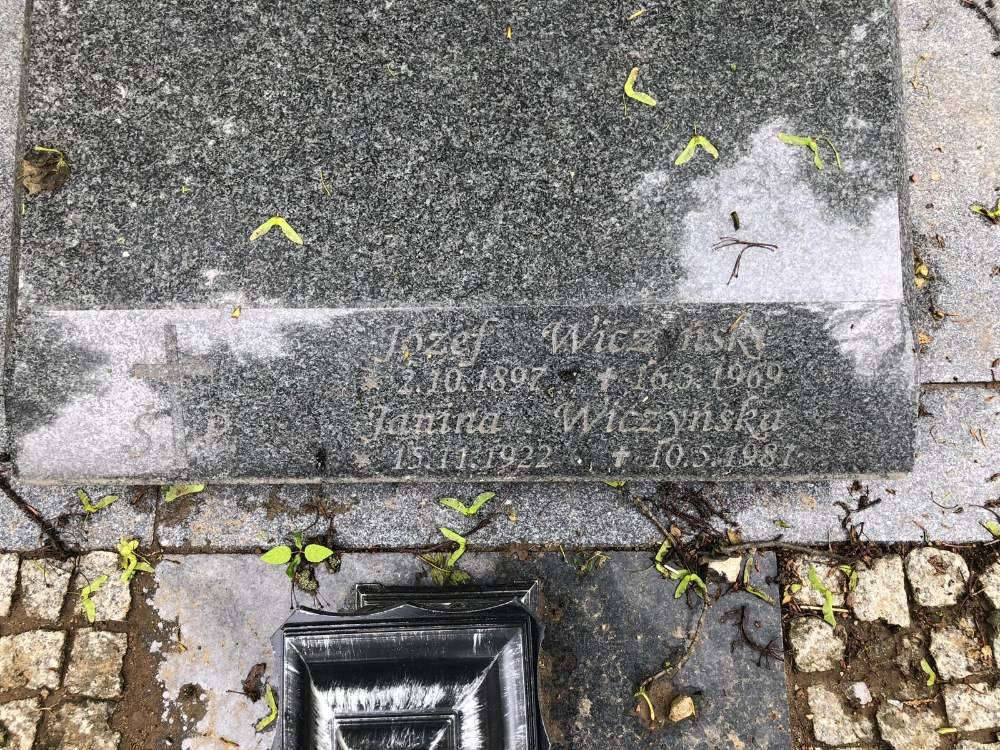 Józef Wiczyński
* 2.10.1897 ✝ 16.3.1969
Janina Wiczyńska
* 15.11.1922 ✝ 10.5.1981
Ś P